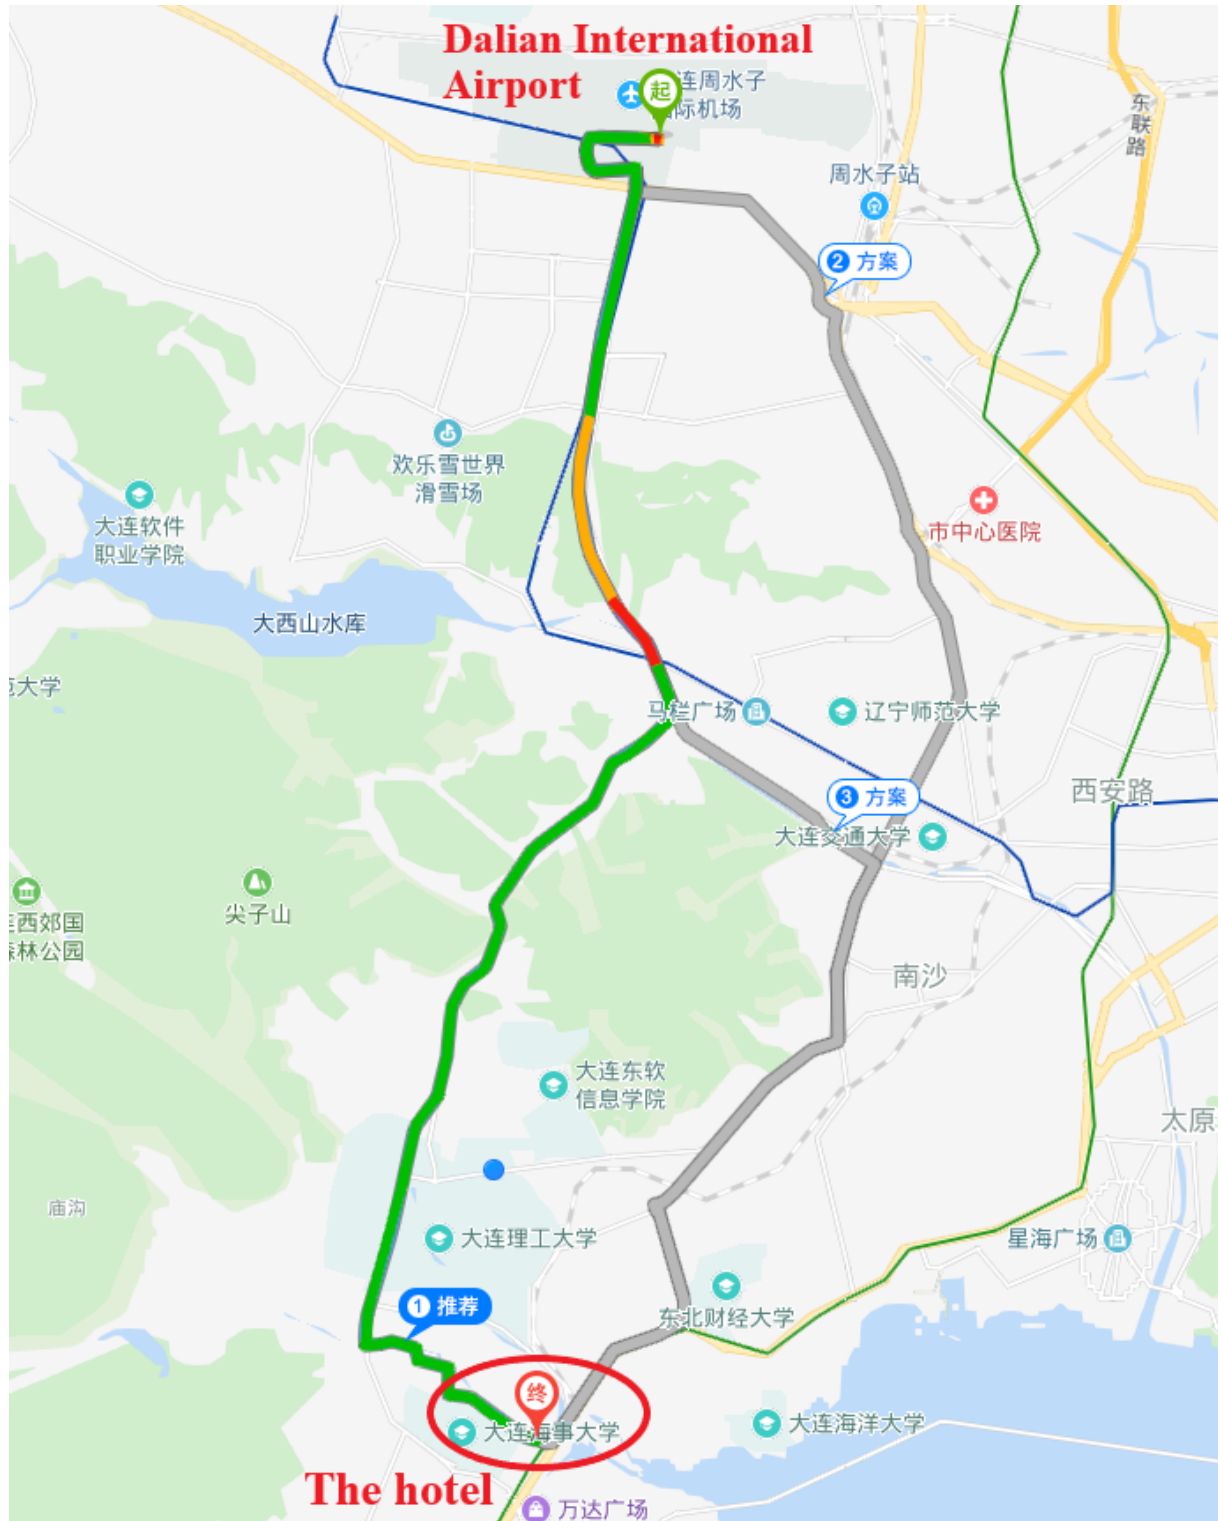 Dalian International
Airport
起
连周水子
国际机场
东联路
周水子站
2 方案
欢乐雪世界
滑雪场
大连软件
职业学院
市中心医院
大西山水库
范大学
马栏广场
辽宁师范大学
西安路
3 方案
大连交通大学
尖子山
西郊国
森林公园
南沙
大连东软
信息学院
太原
庙沟
大连理工大学
星海广场
1 推荐
东北财经大学
终
大连海事大学
大连海洋大学
The hotel
万达广场